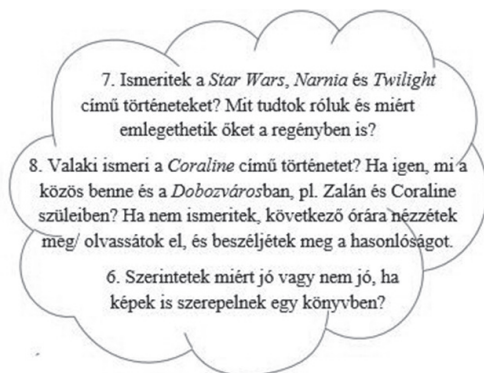 7. Ismeritek a Star Wars, Narnia és Twilight
című történeteket? Mit tudtok róluk és miért
emlegethetik őket a regényben is?
8. Valaki ismeri a Coraline című történetet? Ha igen, mi a
közös benne és a Dobozvárosban, pl. Zalán és Coraline
szüleiben? Ha nem ismeritek, következő órára nézzétek
meg/ olvassátok el, és beszéljétek meg a hasonlóságot.
6. Szerintetek miért jó vagy nem jó, ha
képek is szerepelnek egy könyvben?